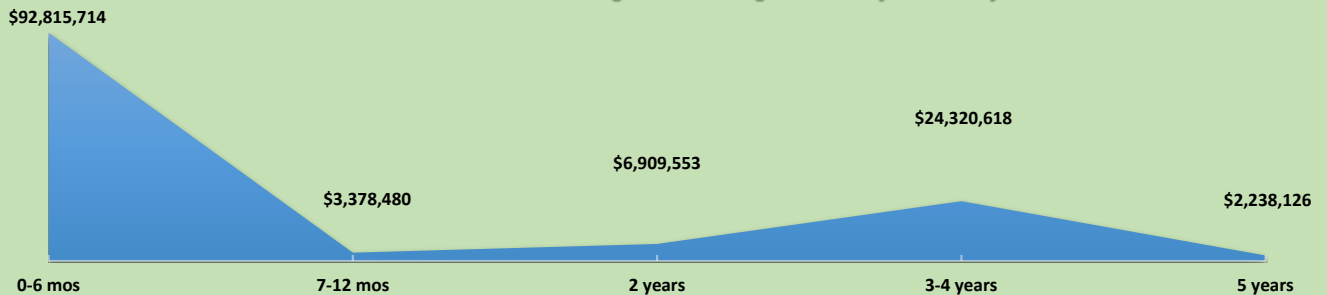 $92,815,714
$24,320,618
$6,909,553
$3,378,480
$2,238,126
0-6 mos
7-12 mos
2 years
3-4 years
5 years